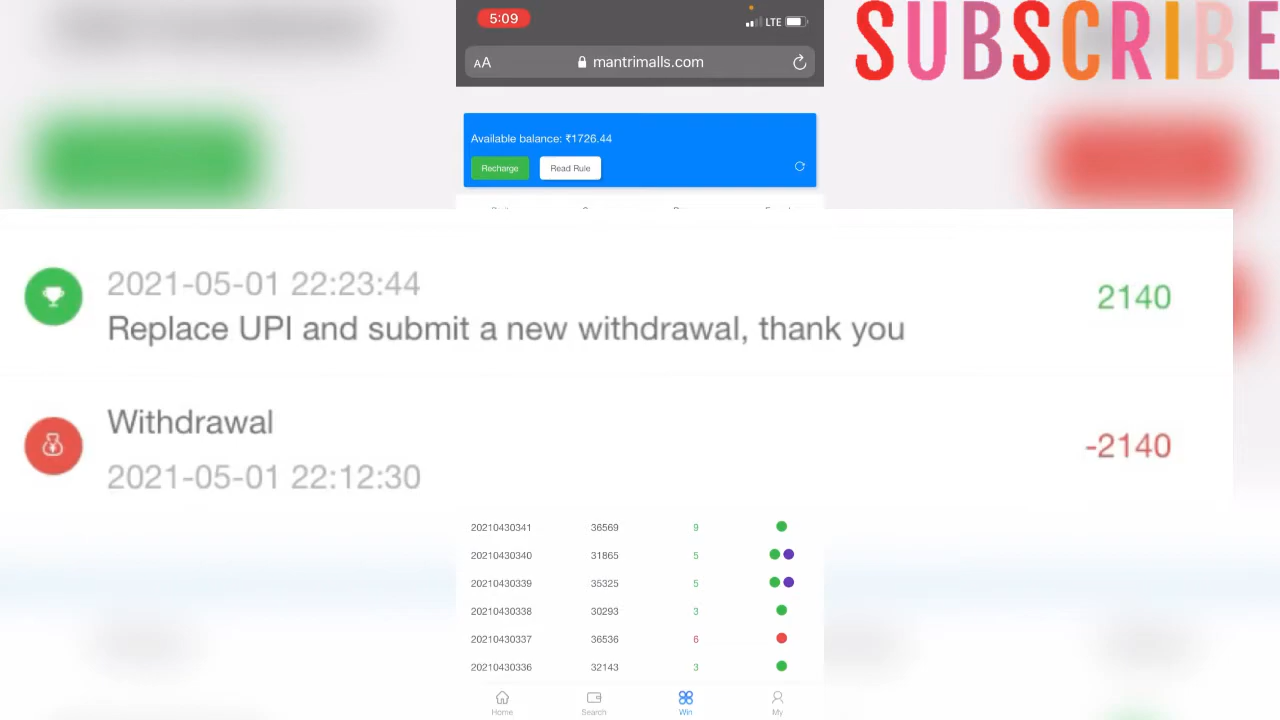 5:09
LTE
SUBSCRIBE
AA mantrimalls.com
Available balance: ₹1726.44
Recharge Read Rule
2021-05-01 22:23:44
2140
Replace UPI and submit a new withdrawal, thank you
Withdrawal
-2140
2021-05-01 22:12:30
20210430341 36569 9
20210430340 31865 5
20210430339 35325 5
20210430338 30293 3
20210430337 36536 6
20210430336 32143 3
Home Search Win My